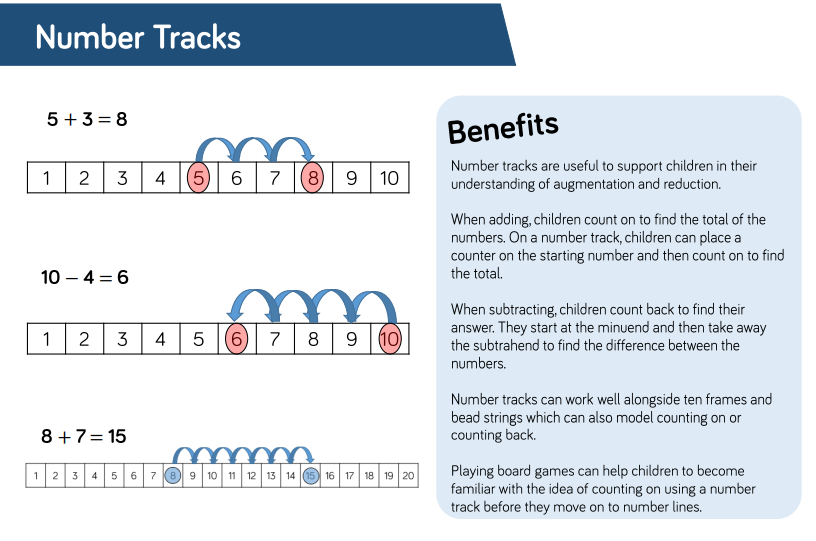 Number Tracks
5 + 3 = 8
1 2 3 4 5 6 7 8 9 10
10 − 4 = 6
1 2 3 4 5 6 7 8 9 10
8 + 7 = 15
1 2 3 4 5 6 7 8 9 10 11 12 13 14 15 16 17 18 19 20
Benefits
Number tracks are useful to support children in their
understanding of augmentation and reduction.
When adding, children count on to find the total of the
numbers. On a number track, children can place a
counter on the starting number and then count on to find
the total.
When subtracting, children count back to find their
answer. They start at the minuend and then take away
the subtrahend to find the difference between the
numbers.
Number tracks can work well alongside ten frames and
bead strings which can also model counting on or
counting back.
Playing board games can help children to become
familiar with the idea of counting on using a number
track before they move on to number lines.